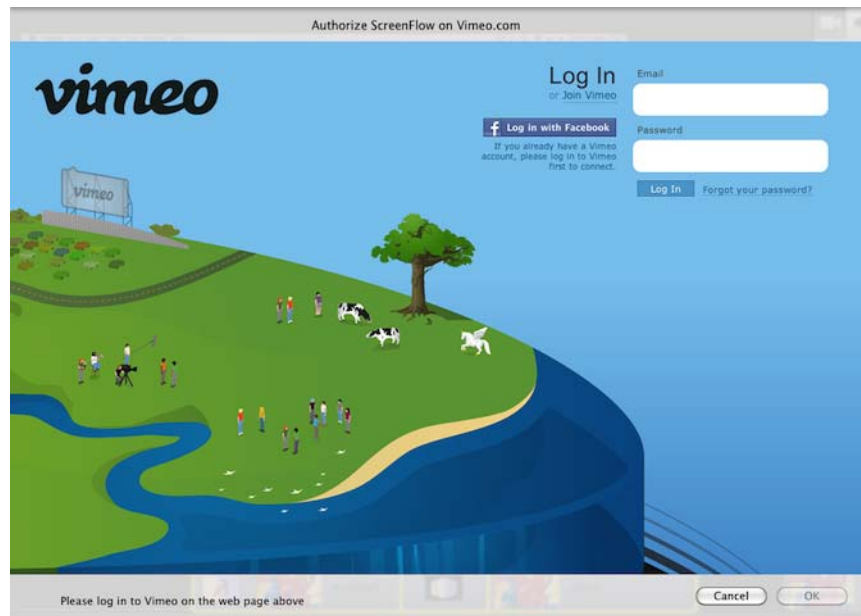 Authorize ScreenFlow on Vimeo.com
vimeo
Log In
or Join Vimeo
Log in with Facebook
If you already have a Vimeo
account, please log in to Vimeo
first to connect.
Email
Password
Log In Forgot your password?
vimeo
Please log in to Vimeo on the web page above
Cancel OK